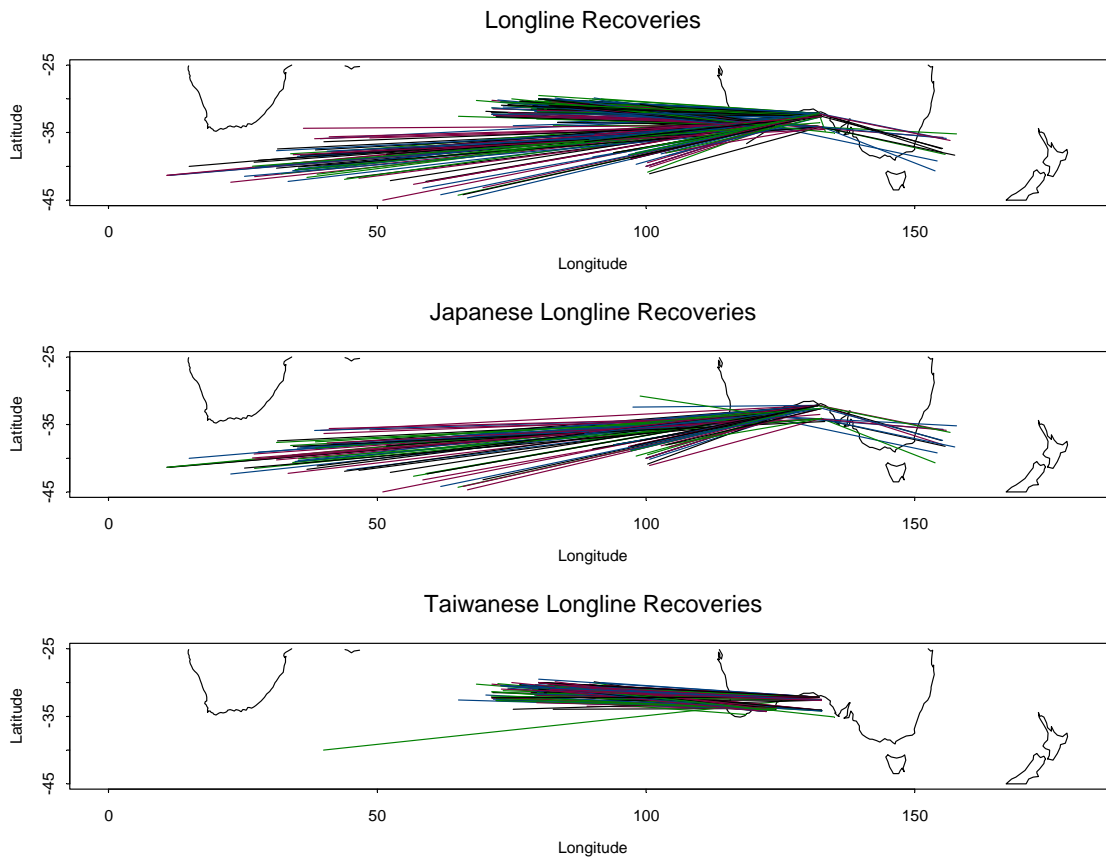 Longline Recoveries
-25
-35
-45
Latitude
0 50 100 150
Longitude
Japanese Longline Recoveries
-25
-35
-45
Latitude
0 50 100 150
Longitude
Taiwanese Longline Recoveries
-25
-35
-45
Latitude
0 50 100 150
Longitude